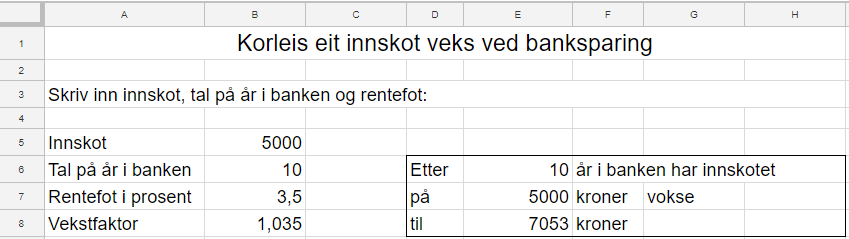 A B C D E F G H
1 Korleis eit innskot veks ved banksparing
2
3 Skriv inn innskot, tal på år i banken og rentefot:
4
5 Innskot 5000
6 Tal på år i banken 10 Etter 10 år i banken har innskotet
7 Rentefot i prosent 3,5 på 5000 kroner vokse
8 Vekstfaktor 1,035 til 7053 kroner